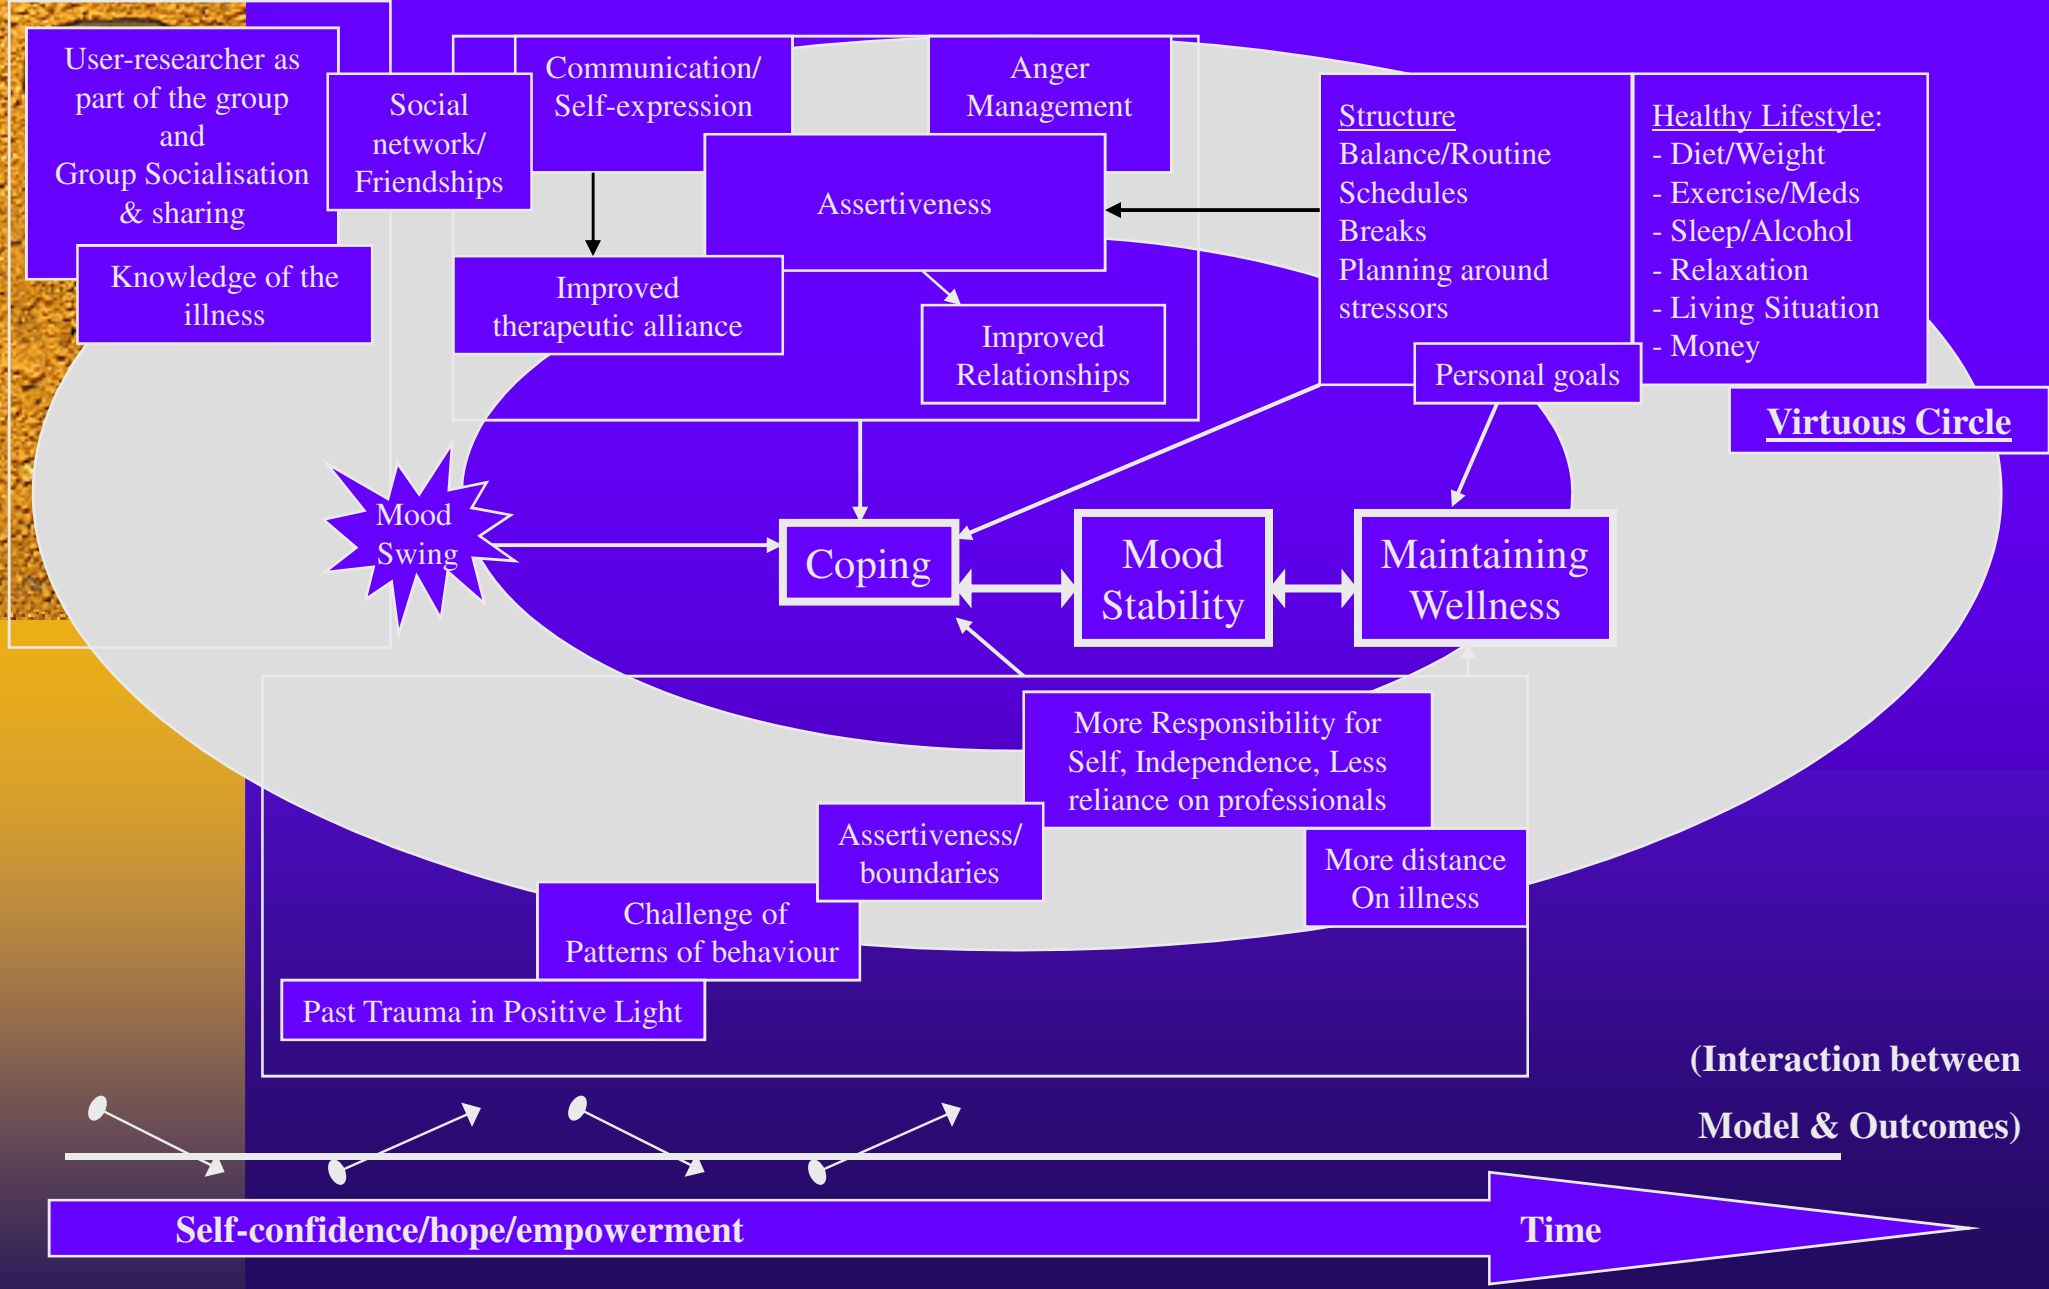 User-researcher as
part of the group
and
Group Socialisation
& sharing
Knowledge of the
illness
Social
network/
Friendships
Communication/
Self-expression
Anger
Management
Assertiveness
Improved
therapeutic alliance
Improved
Relationships
Structure
Balance/Routine
Schedules
Breaks
Planning around
stressors
Healthy Lifestyle:
- Diet/Weight
- Exercise/Meds
- Sleep/Alcohol
- Relaxation
- Living Situation
- Money
Personal goals
Virtuous Circle
Mood
Swing
Coping
Mood
Stability
Maintaining
Wellness
More Responsibility for
Self, Independence, Less
reliance on professionals
Assertiveness/
boundaries
More distance
On illness
Challenge of
Patterns of behaviour
Past Trauma in Positive Light
(Interaction between
Model & Outcomes)
Self-confidence/hope/empowerment
Time